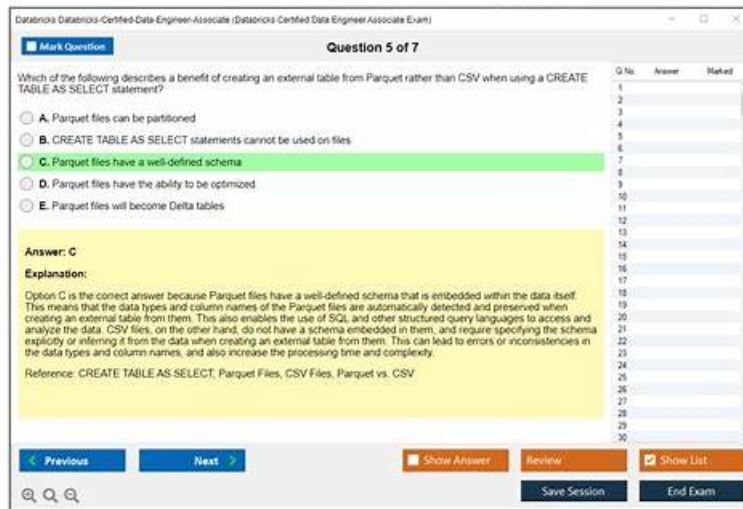 Databricks Databricks-Certified-Data-Engineer-Associate (Databricks Certified Data Engineer Associate Exam)
Mark Question
Question 5 of 7
Which of the following describes a benefit of creating an external table from Parquet rather than CSV when using a CREATE
TABLE AS SELECT statement?
A. Parquet files can be partitioned
B. CREATE TABLE AS SELECT statements cannot be used on files
C. Parquet files have a well-defined schema
D. Parquet files have the ability to be optimized
E. Parquet files will become Delta tables
Answer: C
Explanation:
Option C is the correct answer because Parquet files have a well-defined schema that is embedded within the data itself.
This means that the data types and column names of the Parquet files are automatically detected and preserved when
creating an external table from them. This also enables the use of SQL and other structured query languages to access and
analyze the data. CSV files, on the other hand, do not have a schema embedded in them, and require specifying the schema
explicitly or inferring it from the data when creating an external table from them. This can lead to errors or inconsistencies in
the data types and column names, and also increase the processing time and complexity.
Reference: CREATE TABLE AS SELECT, Parquet Files, CSV Files, Parquet vs. CSV
Q.No. Answer Marked
1
2
3
4
5
6
7
8
9
10
11
12
13
14
15
16
17
18
19
20
21
22
23
24
25
26
27
28
29
30
Previous
Next
Show Answer
Review
Show List
Save Session
End Exam